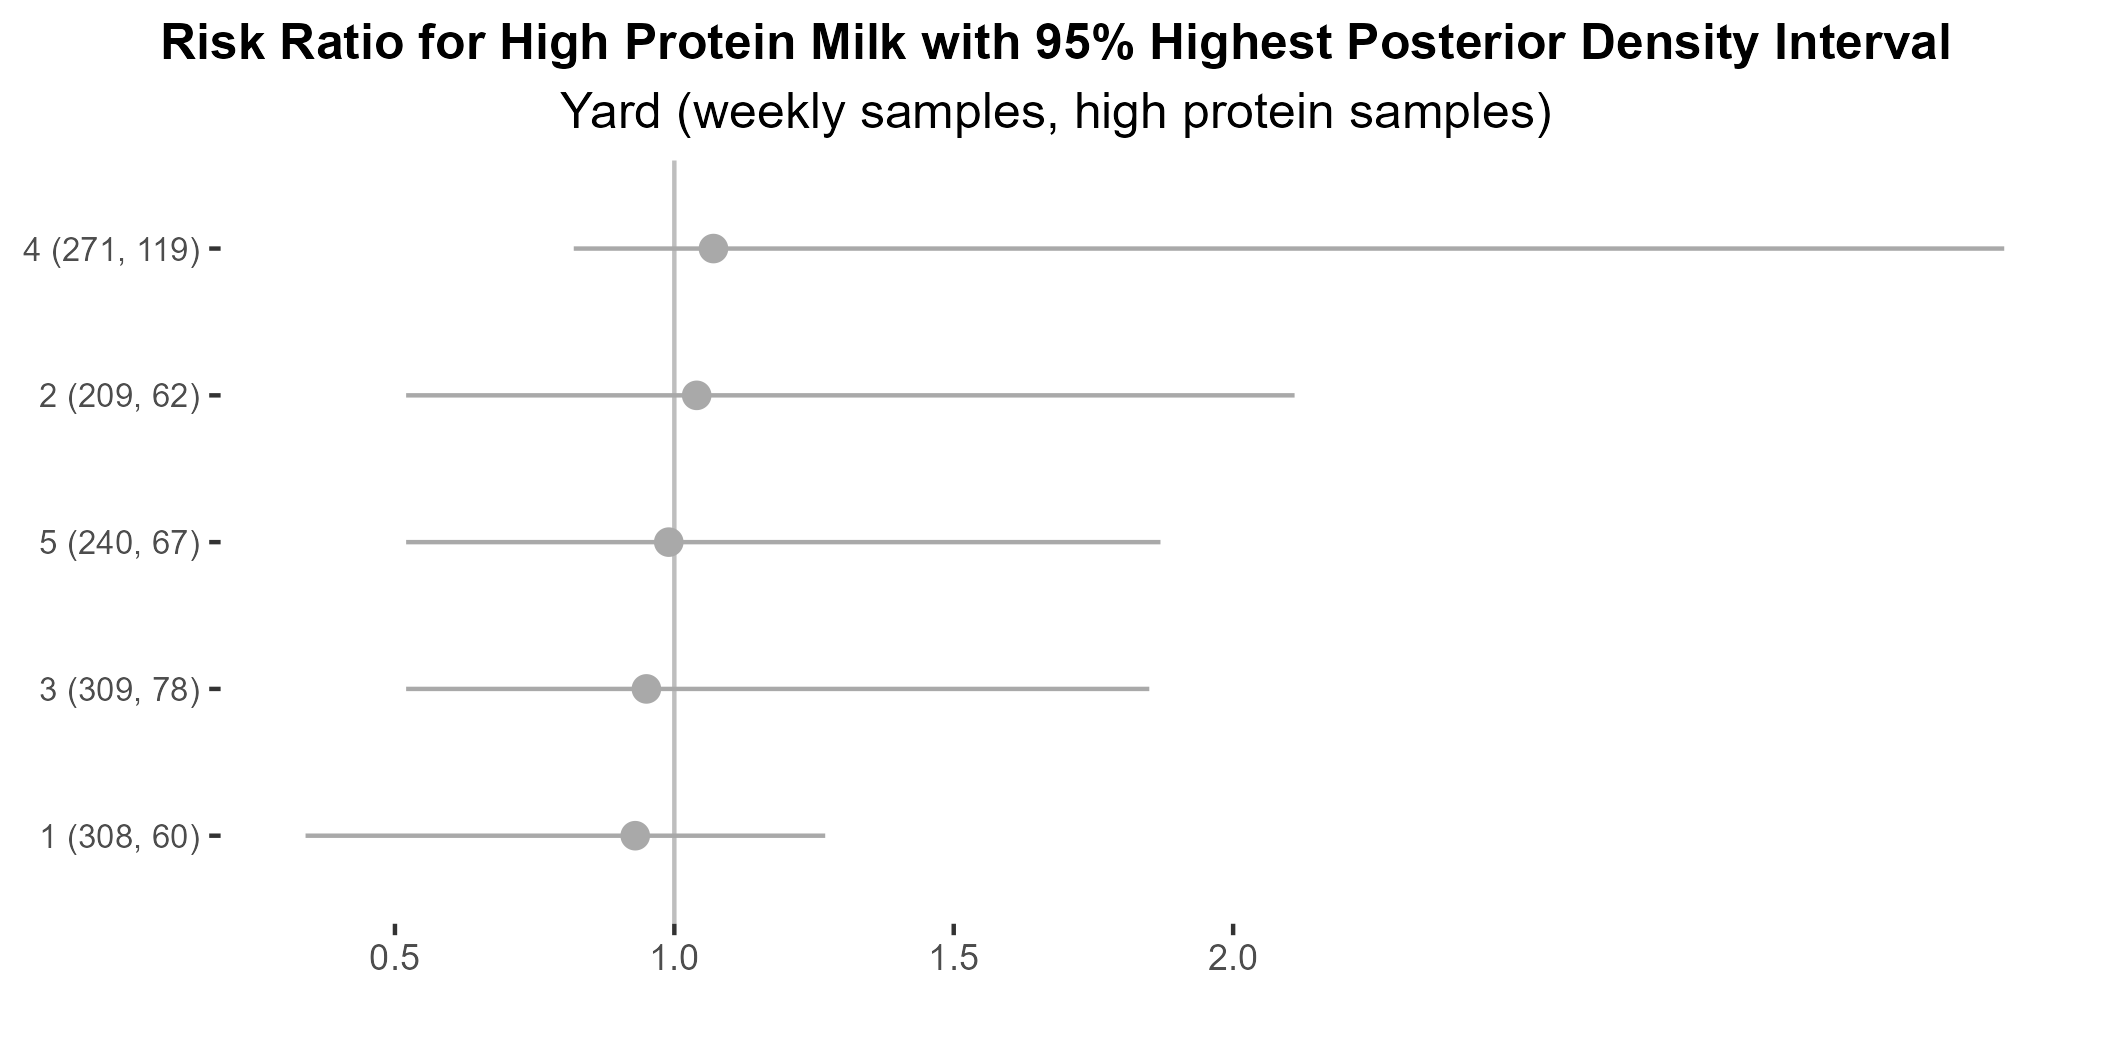 Risk Ratio for High Protein Milk with 95% Highest Posterior Density Interval
Yard (weekly samples, high protein samples)
4 (271, 119)
2 (209, 62)
5 (240, 67)
3 (309, 78)
1 (308, 60)
0.5 1.0 1.5 2.0